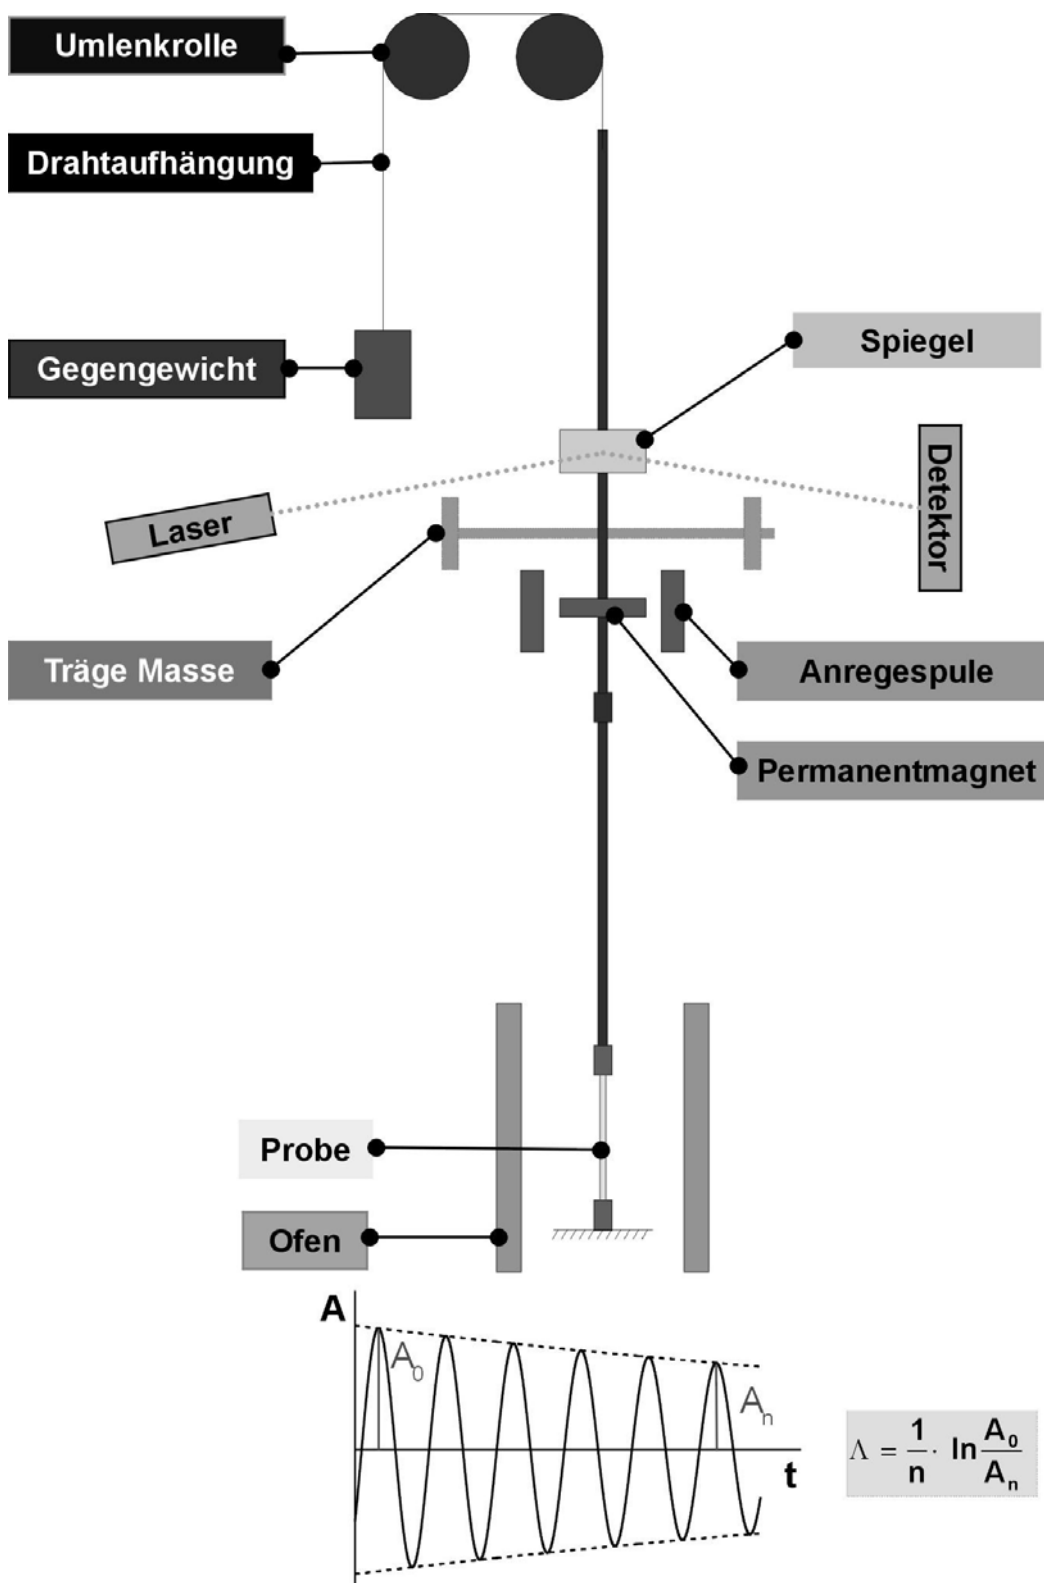 Umlenkrolle
Drahtaufhängung
Gegengewicht
Spiegel
Laser
Detektor
Träge Masse
Anregespule
Permanentmagnet
Probe
Ofen
A
A₀
Aₙ
t
Λ = 1/n · ln A₀/Aₙ